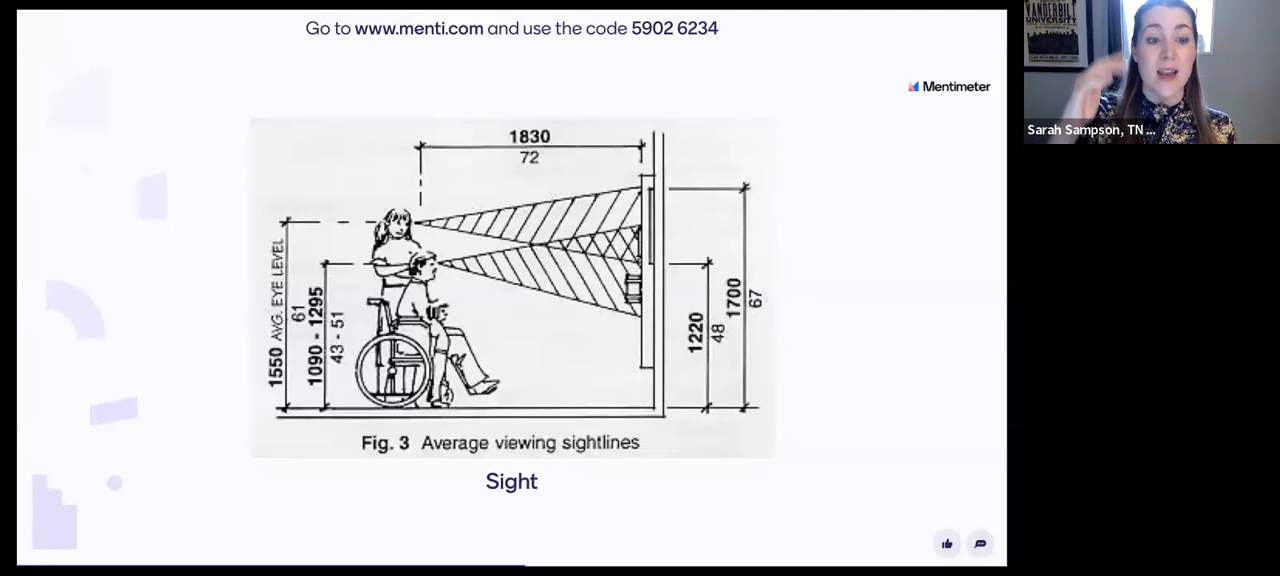 Go to www.menti.com and use the code 5902 6234
Mentimeter
1830
72
1550 AVG. EYE LEVEL
61
1090 - 1295
43 - 51
1220
48
1700
67
Fig. 3 Average viewing sightlines
Sight
VANDERBILT
UNIVERSITY
Sarah Sampson, TN ...